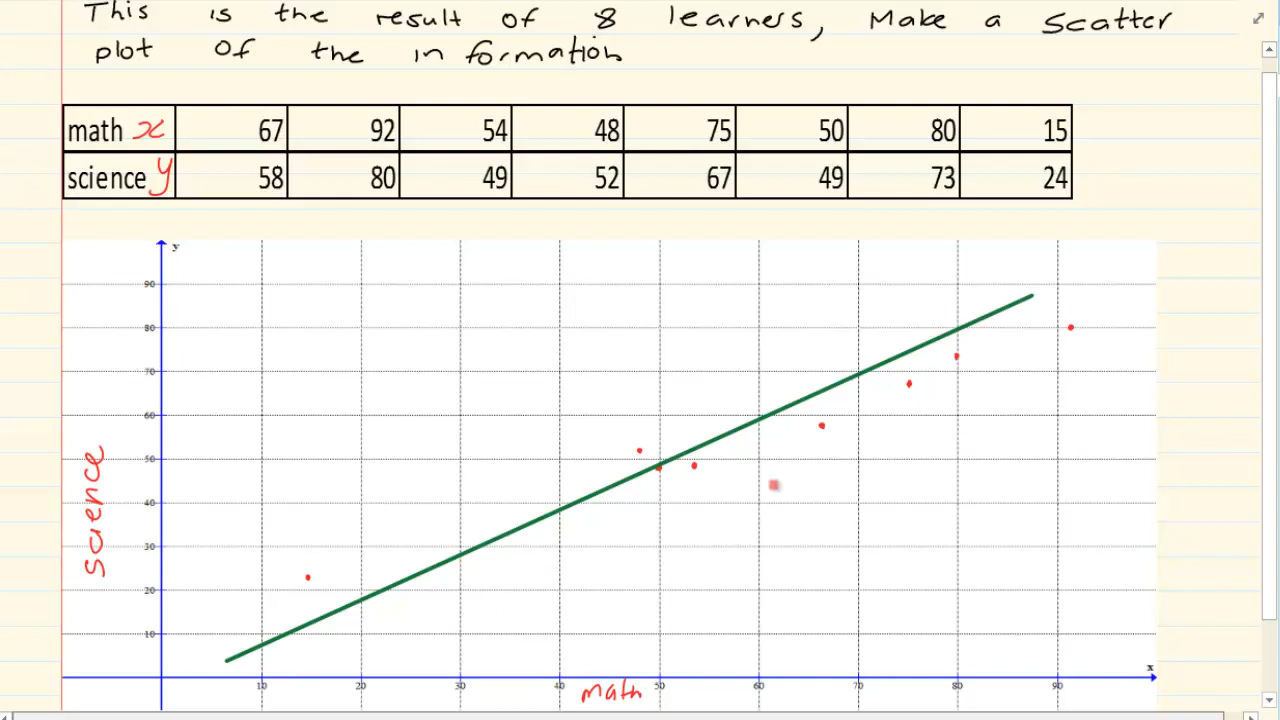 This is the result of 8 learners, Make a Scatter
plot of the in formation
math x 67 92 54 48 75 50 80 15
science y 58 80 49 52 67 49 73 24
y
90
80
70
60
50
40
30
20
10
science
x
10 20 30 40 50 60 70 80 90
math